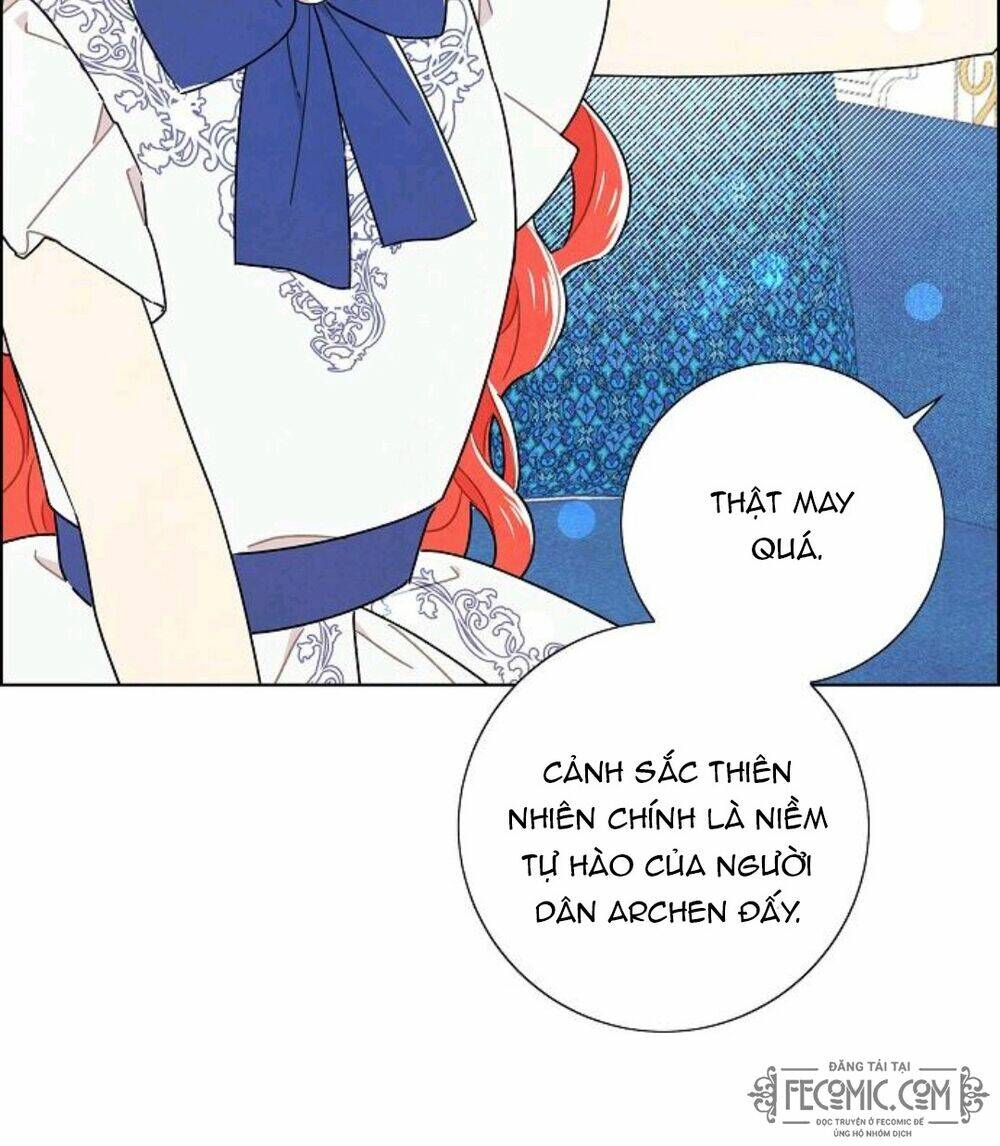 THẬT MAY
QUÁ.
CẢNH SẮC THIÊN
NHIÊN CHÍNH LÀ NIỀM
TỰ HÀO CỦA NGƯỜI
DÂN ARCHEN ĐẤY.
ĐĂNG TẢI TẠI
FECOMIC.COM
ĐỌC TRUYỆN Ở FECOMIC ĐỂ
ỦNG HỘ NHÓM DỊCH